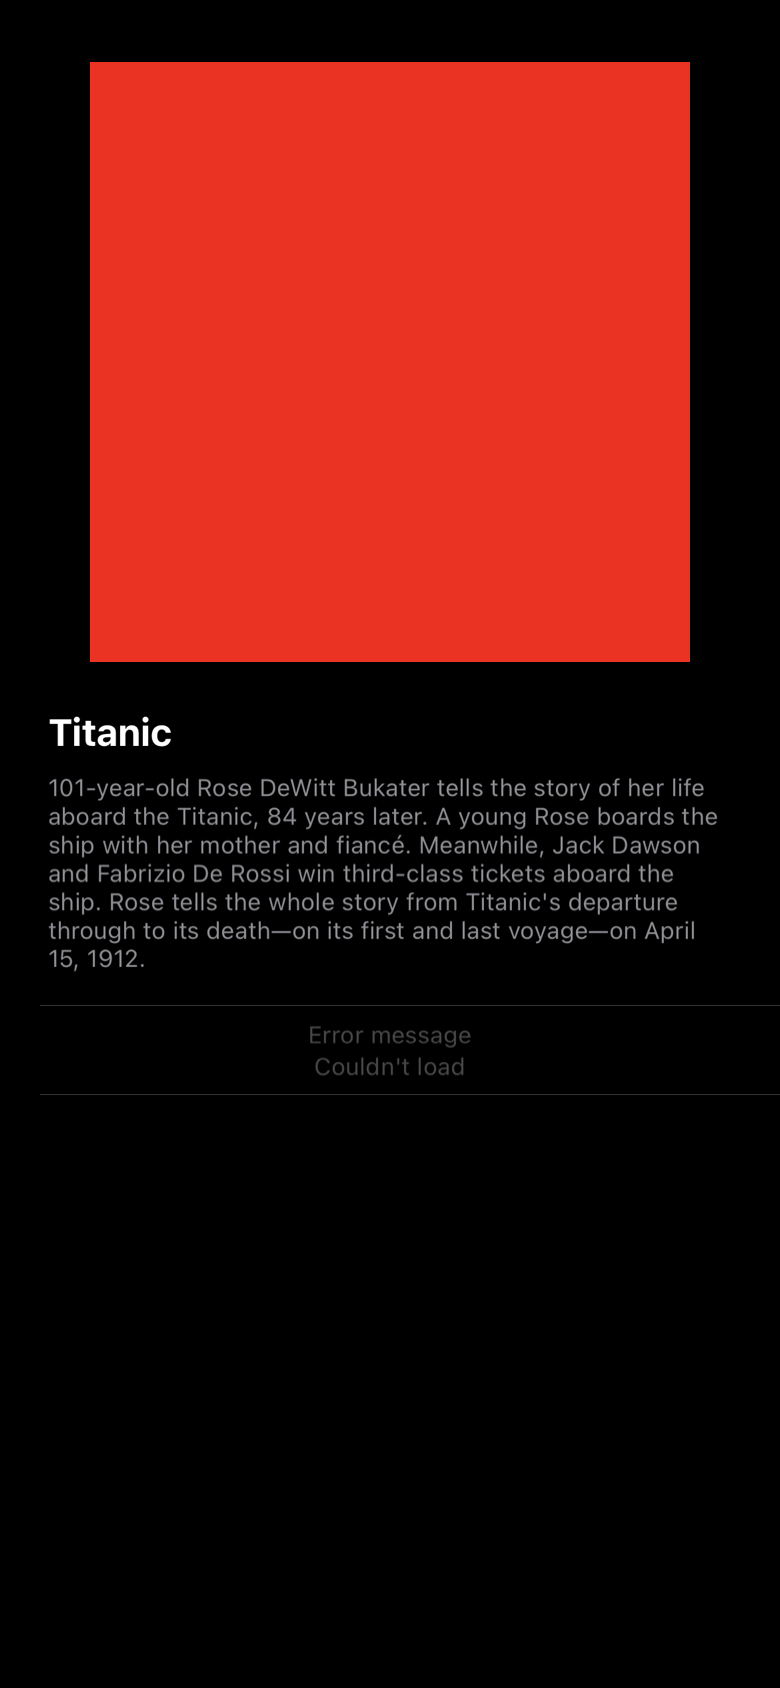 Titanic
101-year-old Rose DeWitt Bukater tells the story of her life
aboard the Titanic, 84 years later. A young Rose boards the
ship with her mother and fiancé. Meanwhile, Jack Dawson
and Fabrizio De Rossi win third-class tickets aboard the
ship. Rose tells the whole story from Titanic's departure
through to its death—on its first and last voyage—on April
15, 1912.
Error message
Couldn't load